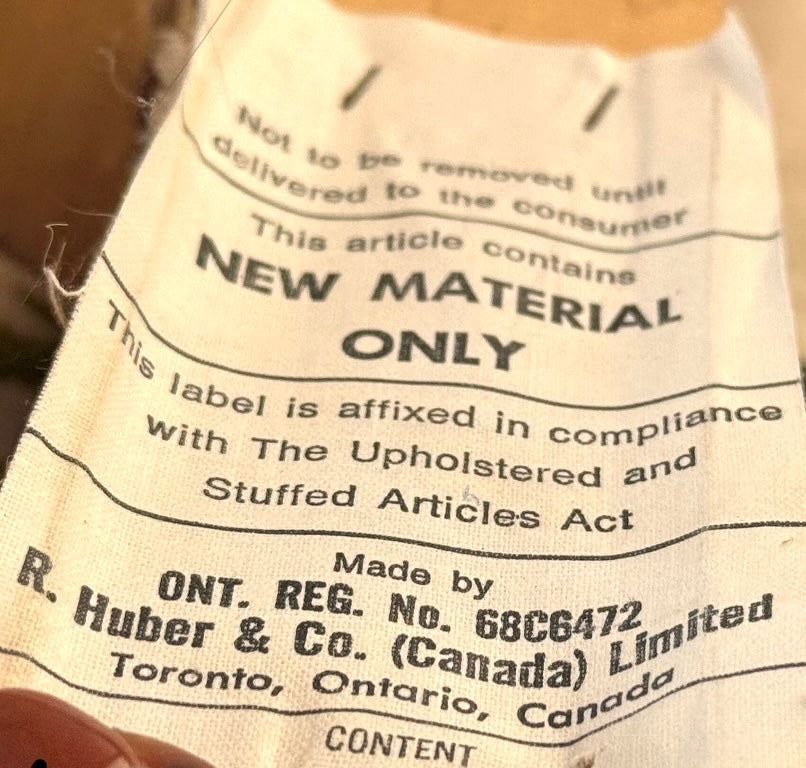 Not to be removed until
delivered to the consumer
This article contains
NEW MATERIAL
ONLY
This label is affixed in compliance
with The Upholstered and
Stuffed Articles Act
Made by
ONT. REG. No. 68C6472
R. Huber & Co. (Canada) Limited
Toronto, Ontario, Canada
CONTENT